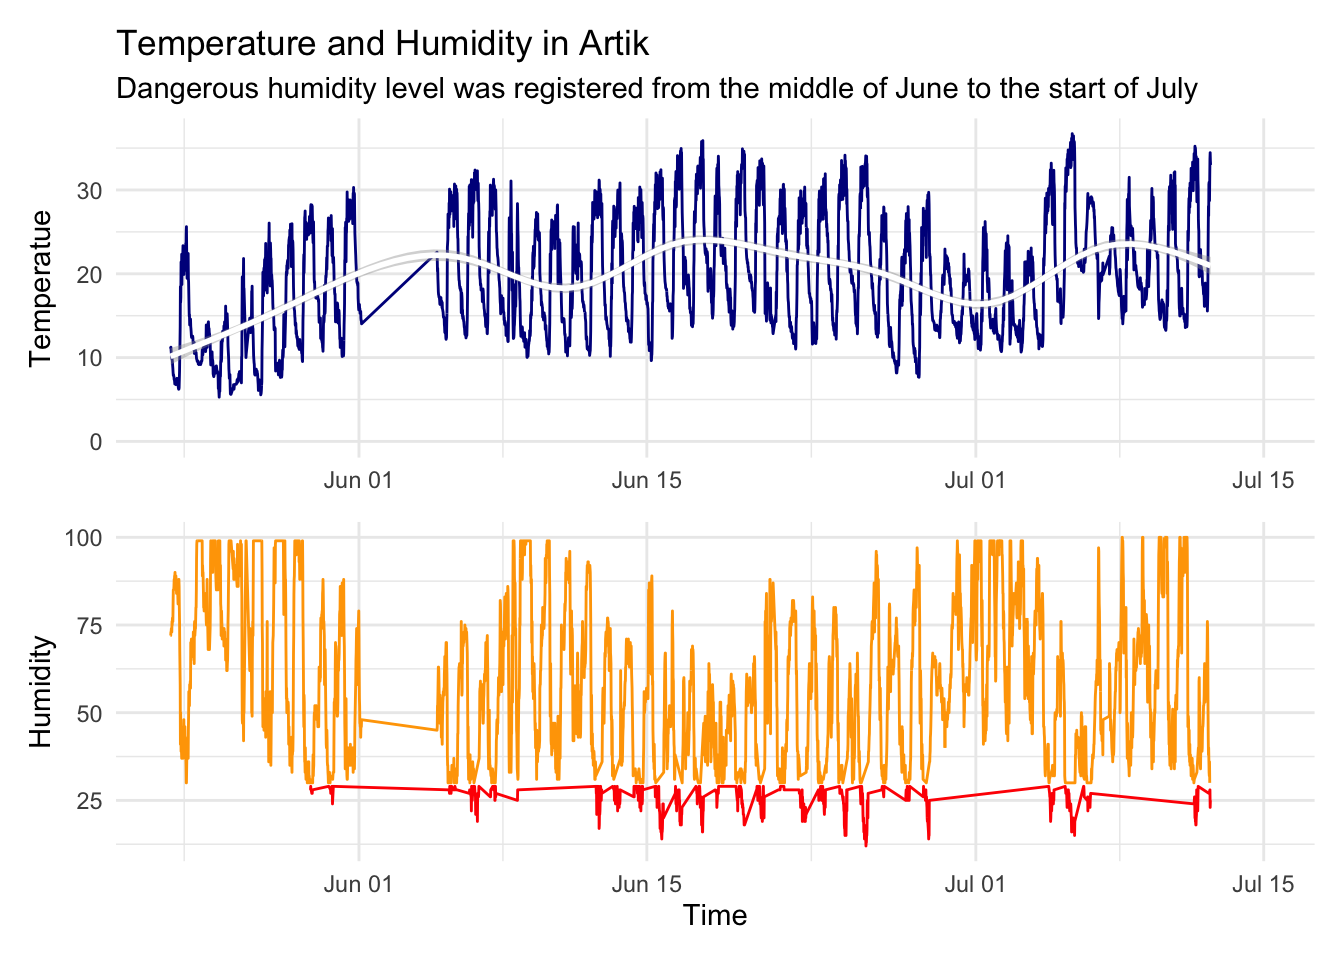 Temperature and Humidity in Artik
Dangerous humidity level was registered from the middle of June to the start of July
Temperatue
30
20
10
0
Jun 01 Jun 15 Jul 01 Jul 15
Humidity
100
75
50
25
Jun 01 Jun 15 Jul 01 Jul 15
Time